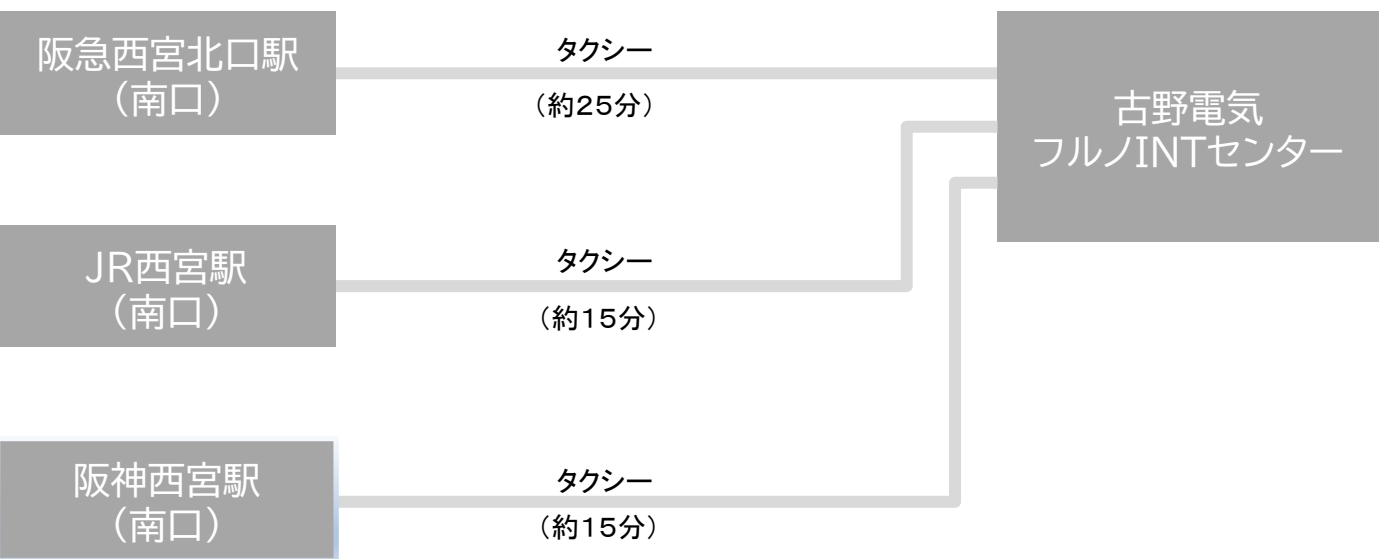 阪急西宮北口駅
（南口）
タクシー
（約２５分）
古野電気
フルノINTセンター
JR西宮駅
（南口）
タクシー
（約１５分）
阪神西宮駅
（南口）
タクシー
（約１５分）